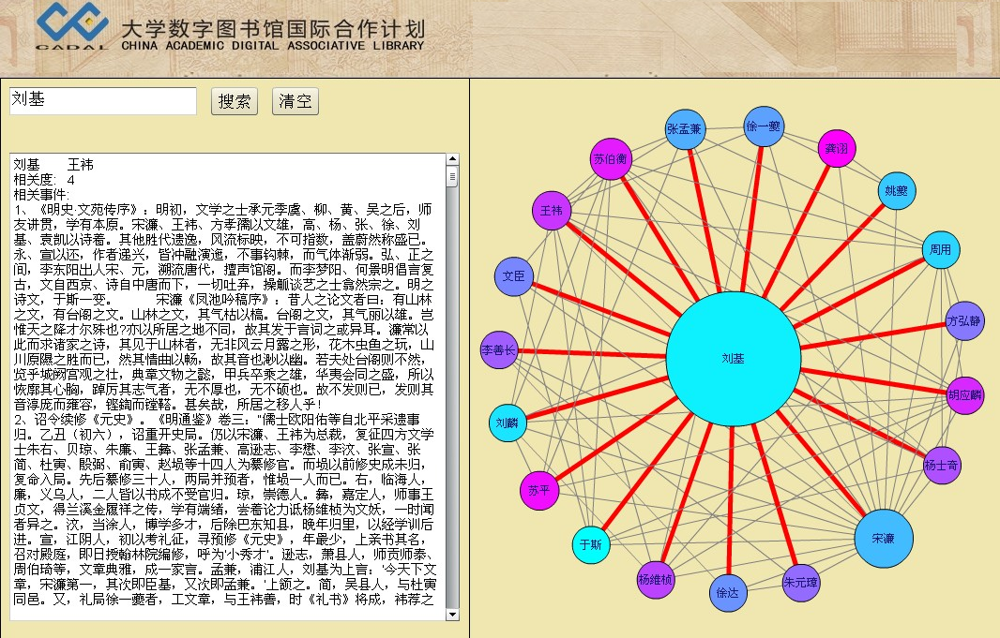 CADAL
大学数字图书馆国际合作计划
CHINA ACADEMIC DIGITAL ASSOCIATIVE LIBRARY
刘基
搜索
清空
刘基 王祎
相关度: 4
相关事件:
1、《明史·文苑传序》：明初，文学之士承元季虞、柳、黄、吴之后，师
友讲贯，学有本原。宋濂、王祎、方孝孺以文雄，高、杨、张、徐、刘
基、袁凯以诗着。其他胜代遗逸，风流标映，不可指数，盖蔚然称盛已。
永、宣以还，作者递兴，皆冲融演迤，不事钩棘，而气体渐弱。弘、正之
间，李东阳出人宋、元，溯流唐代，擅声馆阁。而李梦阳、何景明倡言复
古，文自西京、诗自中唐而下，一切吐弃，操觚谈艺之士翕然宗之。明之
诗文，于斯一变。 宋濂《凤池吟稿序》：昔人之论文者曰：有山林
之文，有台阁之文。山林之文，其气枯以槁。台阁之文，其气丽以雄。岂
惟天之降才尔殊也?亦以所居之地不同，故其发于言词之或异耳。濂常以
此而求诸家之诗，其见于山林者，无非风云月露之形，花木虫鱼之玩，山
川原隰之胜而已，然其情曲以畅，故其音也渺以幽。若夫处台阁则不然，
览乎城阙宫观之壮，典章文物之懿，甲兵卒乘之雄，华夷会同之盛，所以
恢廓其心胸，踔厉其志气者，无不厚也，无不硕也。故不发则已，发则其
音淳庞而雍容，铿鍧而镗鞳。甚矣哉，所居之移人乎！
2、诏令续修《元史》。《明通鉴》卷三："儒士欧阳佑等自北平采遗事
归。乙丑（初六），诏重开史局。仍以宋濂、王祎为总裁，复征四方文学
士朱右、贝琼、朱廉、王彝、张孟兼、高逊志、李懋、李汶、张宣、张
简、杜寅、殷弼、俞寅、赵埙等十四人为纂修官。而埙以前修史成未归，
复命入局。先后纂修三十人，两局并预者，惟埙一人而已。右，临海人，
廉，义乌人，二人皆以书成不受官归。琼，崇德人。彝，嘉定人，师事王
贞文，得兰溪金履祥之传，学有端绪，尝着论力诋杨维桢为文妖，一时闻
者异之。汶，当涂人，博学多才，后除巴东知县，晚年归里，以经学训后
进。宣，江阴人，初以考礼征，寻预修《元史》，年最少，上亲书其名，
召对殿庭，即日授翰林院编修，呼为'小秀才'。逊志，萧县人，师贡师泰、
周伯琦等，文章典雅，成一家言。孟兼，浦江人，刘基为上言：'今天下文
章，宋濂第一，其次即臣基，又次即孟兼。'上颔之。简，吴县人，与杜寅
同邑。又，礼局徐一夔者，工文章，与王祎善，时《礼书》将成，祎荐之
张孟兼
徐一夔
龚诩
苏伯衡
姚夔
王祎
周用
文臣
方弘静
李善长
刘基
胡应麟
刘麟
杨士奇
苏平
于斯
宋濂
杨维桢
徐达
朱元璋